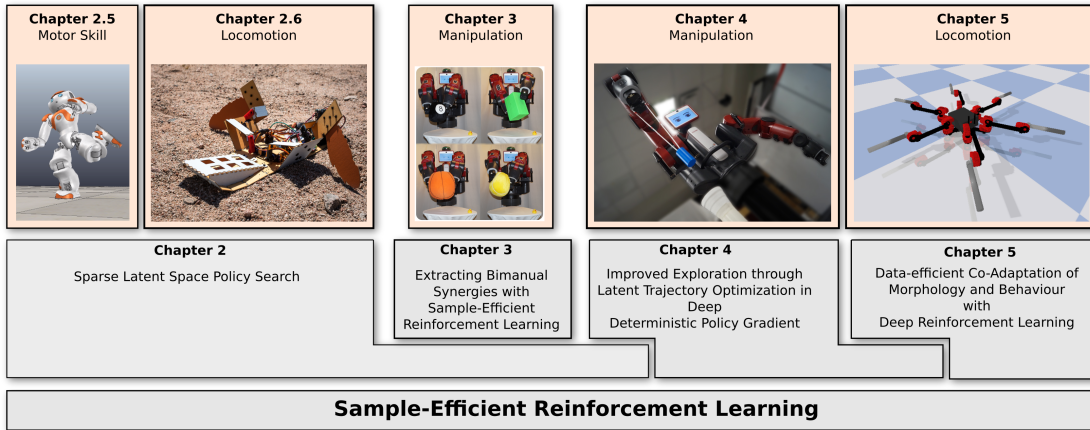 Chapter 2.5
Motor Skill
Chapter 2.6
Locomotion
Chapter 3
Manipulation
Chapter 4
Manipulation
Chapter 5
Locomotion
8
Chapter 2
Sparse Latent Space Policy Search
Chapter 3
Extracting Bimanual
Synergies with
Sample-Efficient
Reinforcement Learning
Chapter 4
Improved Exploration through
Latent Trajectory Optimization in
Deep
Deterministic Policy Gradient
Chapter 5
Data-efficient Co-Adaptation of
Morphology and Behaviour
with
Deep Reinforcement Learning
Sample-Efficient Reinforcement Learning